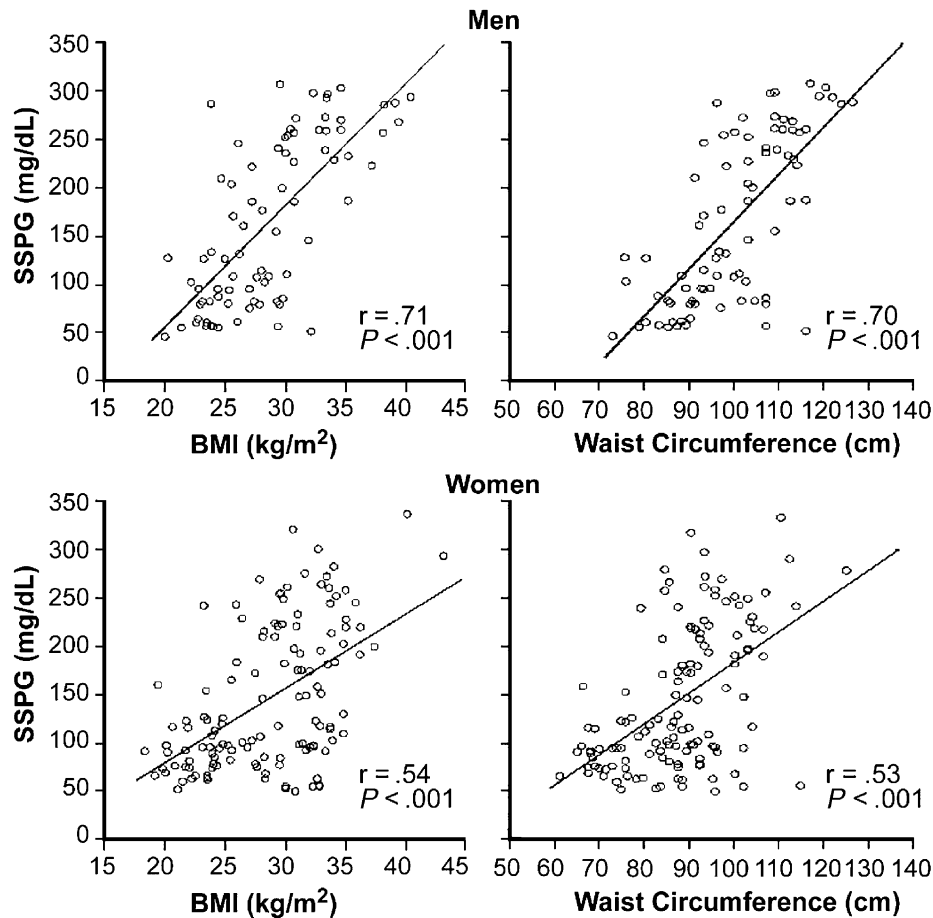 Men
SSPG (mg/dL)
350
300
250
200
150
100
50
0
r = .71
P < .001
15 20 25 30 35 40 45
BMI (kg/m²)
r = .70
P < .001
50 60 70 80 90 100 110 120 130 140
Waist Circumference (cm)
Women
SSPG (mg/dL)
350
300
250
200
150
100
50
0
r = .54
P < .001
15 20 25 30 35 40 45
BMI (kg/m²)
r = .53
P < .001
50 60 70 80 90 100 110 120 130 140
Waist Circumference (cm)